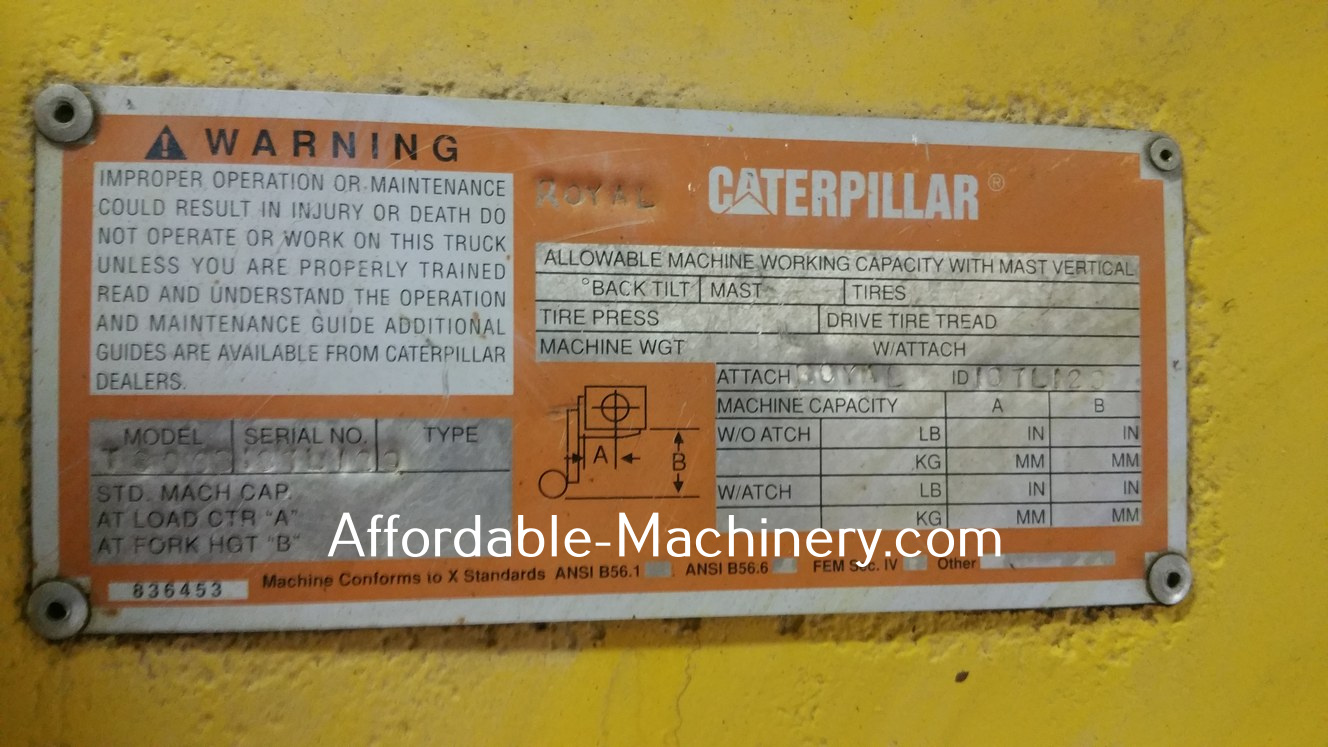 WARNING
IMPROPER OPERATION OR MAINTENANCE
COULD RESULT IN INJURY OR DEATH DO
NOT OPERATE OR WORK ON THIS TRUCK
UNLESS YOU ARE PROPERLY TRAINED
READ AND UNDERSTAND THE OPERATION
AND MAINTENANCE GUIDE ADDITIONAL
GUIDES ARE AVAILABLE FROM CATERPILLAR
DEALERS.
MODEL SERIAL NO. TYPE
STD. MACH CAP.
AT LOAD CTR "A"
AT FORK HGT "B"
836453
ROYAL CATERPILLAR®
ALLOWABLE MACHINE WORKING CAPACITY WITH MAST VERTICAL
°BACK TILT MAST TIRES
TIRE PRESS DRIVE TIRE TREAD
MACHINE WGT W/ATTACH
ATTACH ROYAL ID
MACHINE CAPACITY A B
W/O ATCH LB IN IN
KG MM MM
W/ATCH LB IN IN
KG MM MM
A
B
Affordable-Machinery.com
Machine Conforms to X Standards ANSI B56.1 ANSI B56.6 FEM Sec. IV Other